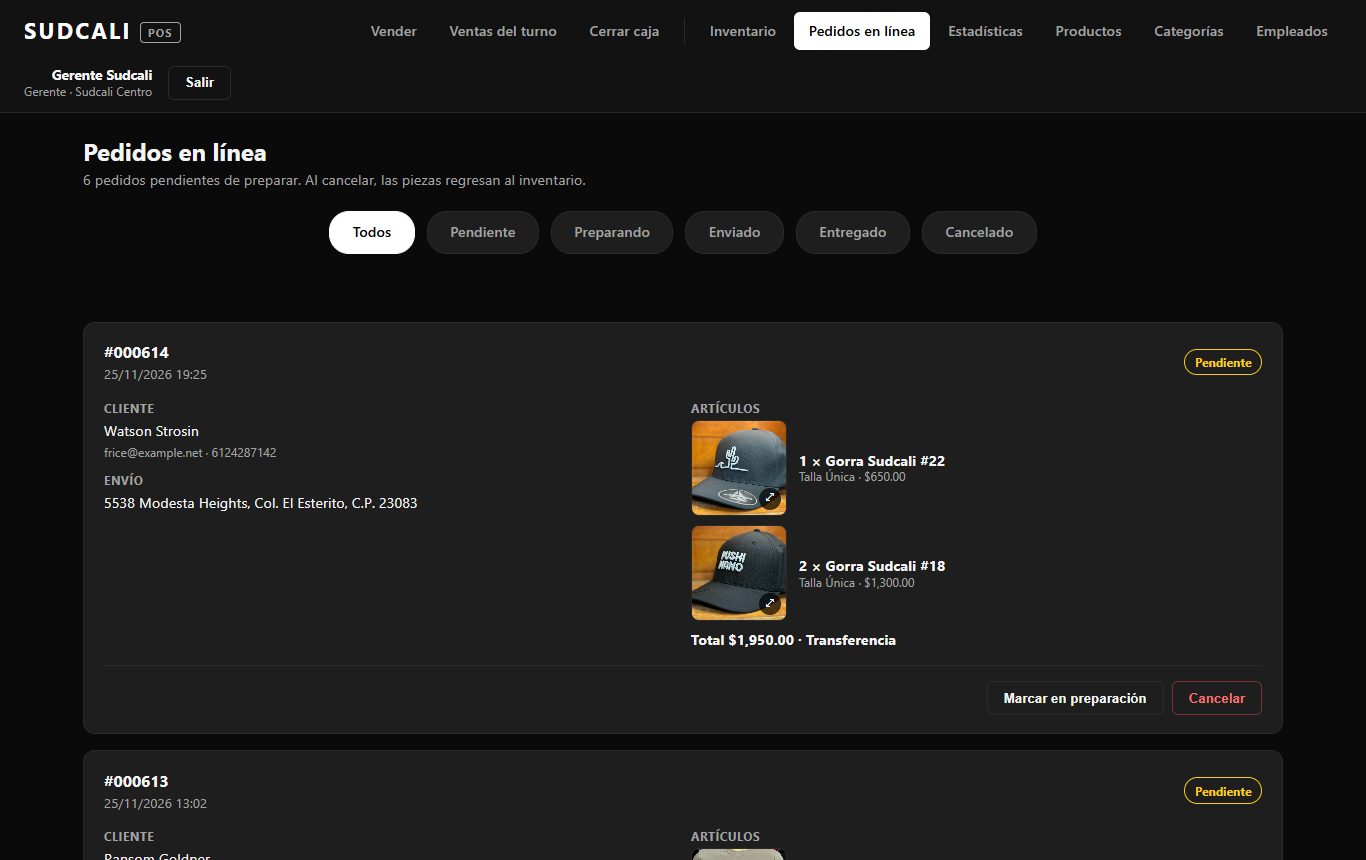 SUDCALI POS
Vender Ventas del turno Cerrar caja Inventario Pedidos en línea Estadísticas Productos Categorías Empleados
Gerente Sudcali
Gerente · Sudcali Centro
Salir
Pedidos en línea
6 pedidos pendientes de preparar. Al cancelar, las piezas regresan al inventario.
Todos Pendiente Preparando Enviado Entregado Cancelado
#000614
25/11/2026 19:25
Pendiente
CLIENTE
Watson Strosin
frice@example.net · 6124287142
ENVÍO
5538 Modesta Heights, Col. El Esterito, C.P. 23083
ARTÍCULOS
1 × Gorra Sudcali #22
Talla Única · $650.00
2 × Gorra Sudcali #18
Talla Única · $1,300.00
Total $1,950.00 · Transferencia
Marcar en preparación Cancelar
#000613
25/11/2026 13:02
Pendiente
CLIENTE
Ransom Goldner
ARTÍCULOS